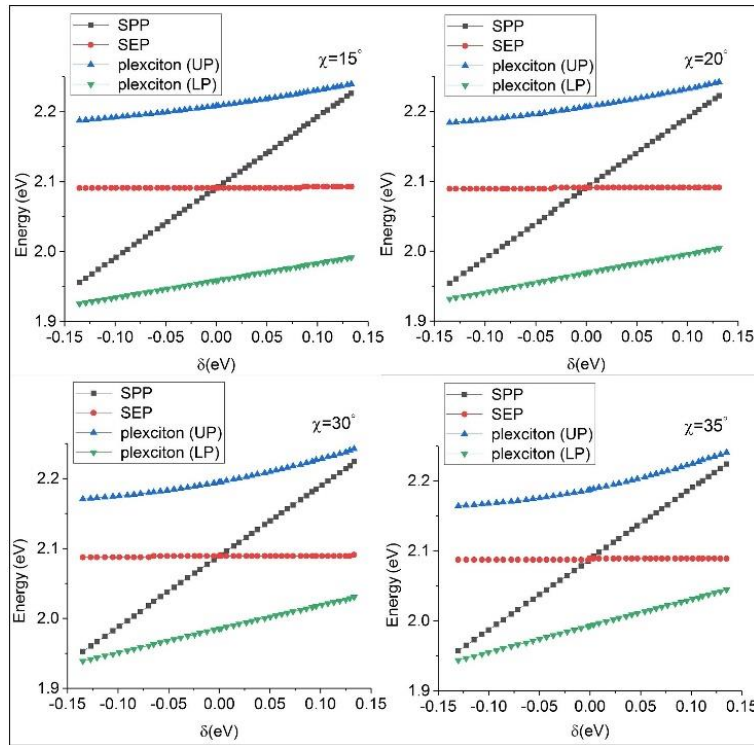 SPP
SEP
plexciton (UP)
plexciton (LP)
χ=15°
Energy (eV)
2.2
2.1
2.0
1.9
-0.15 -0.10 -0.05 0.00 0.05 0.10 0.15
δ(eV)
SPP
SEP
plexciton (UP)
plexciton (LP)
χ=20°
Energy (eV)
2.2
2.1
2.0
1.9
-0.15 -0.10 -0.05 0.00 0.05 0.10 0.15
δ(eV)
SPP
SEP
plexciton (UP)
plexciton (LP)
χ=30°
Energy (eV)
2.2
2.1
2.0
1.9
-0.15 -0.10 -0.05 0.00 0.05 0.10 0.15
δ(eV)
SPP
SEP
plexciton (UP)
plexciton (LP)
χ=35°
Energy (eV)
2.2
2.1
2.0
1.9
-0.15 -0.10 -0.05 0.00 0.05 0.10 0.15
δ(eV)